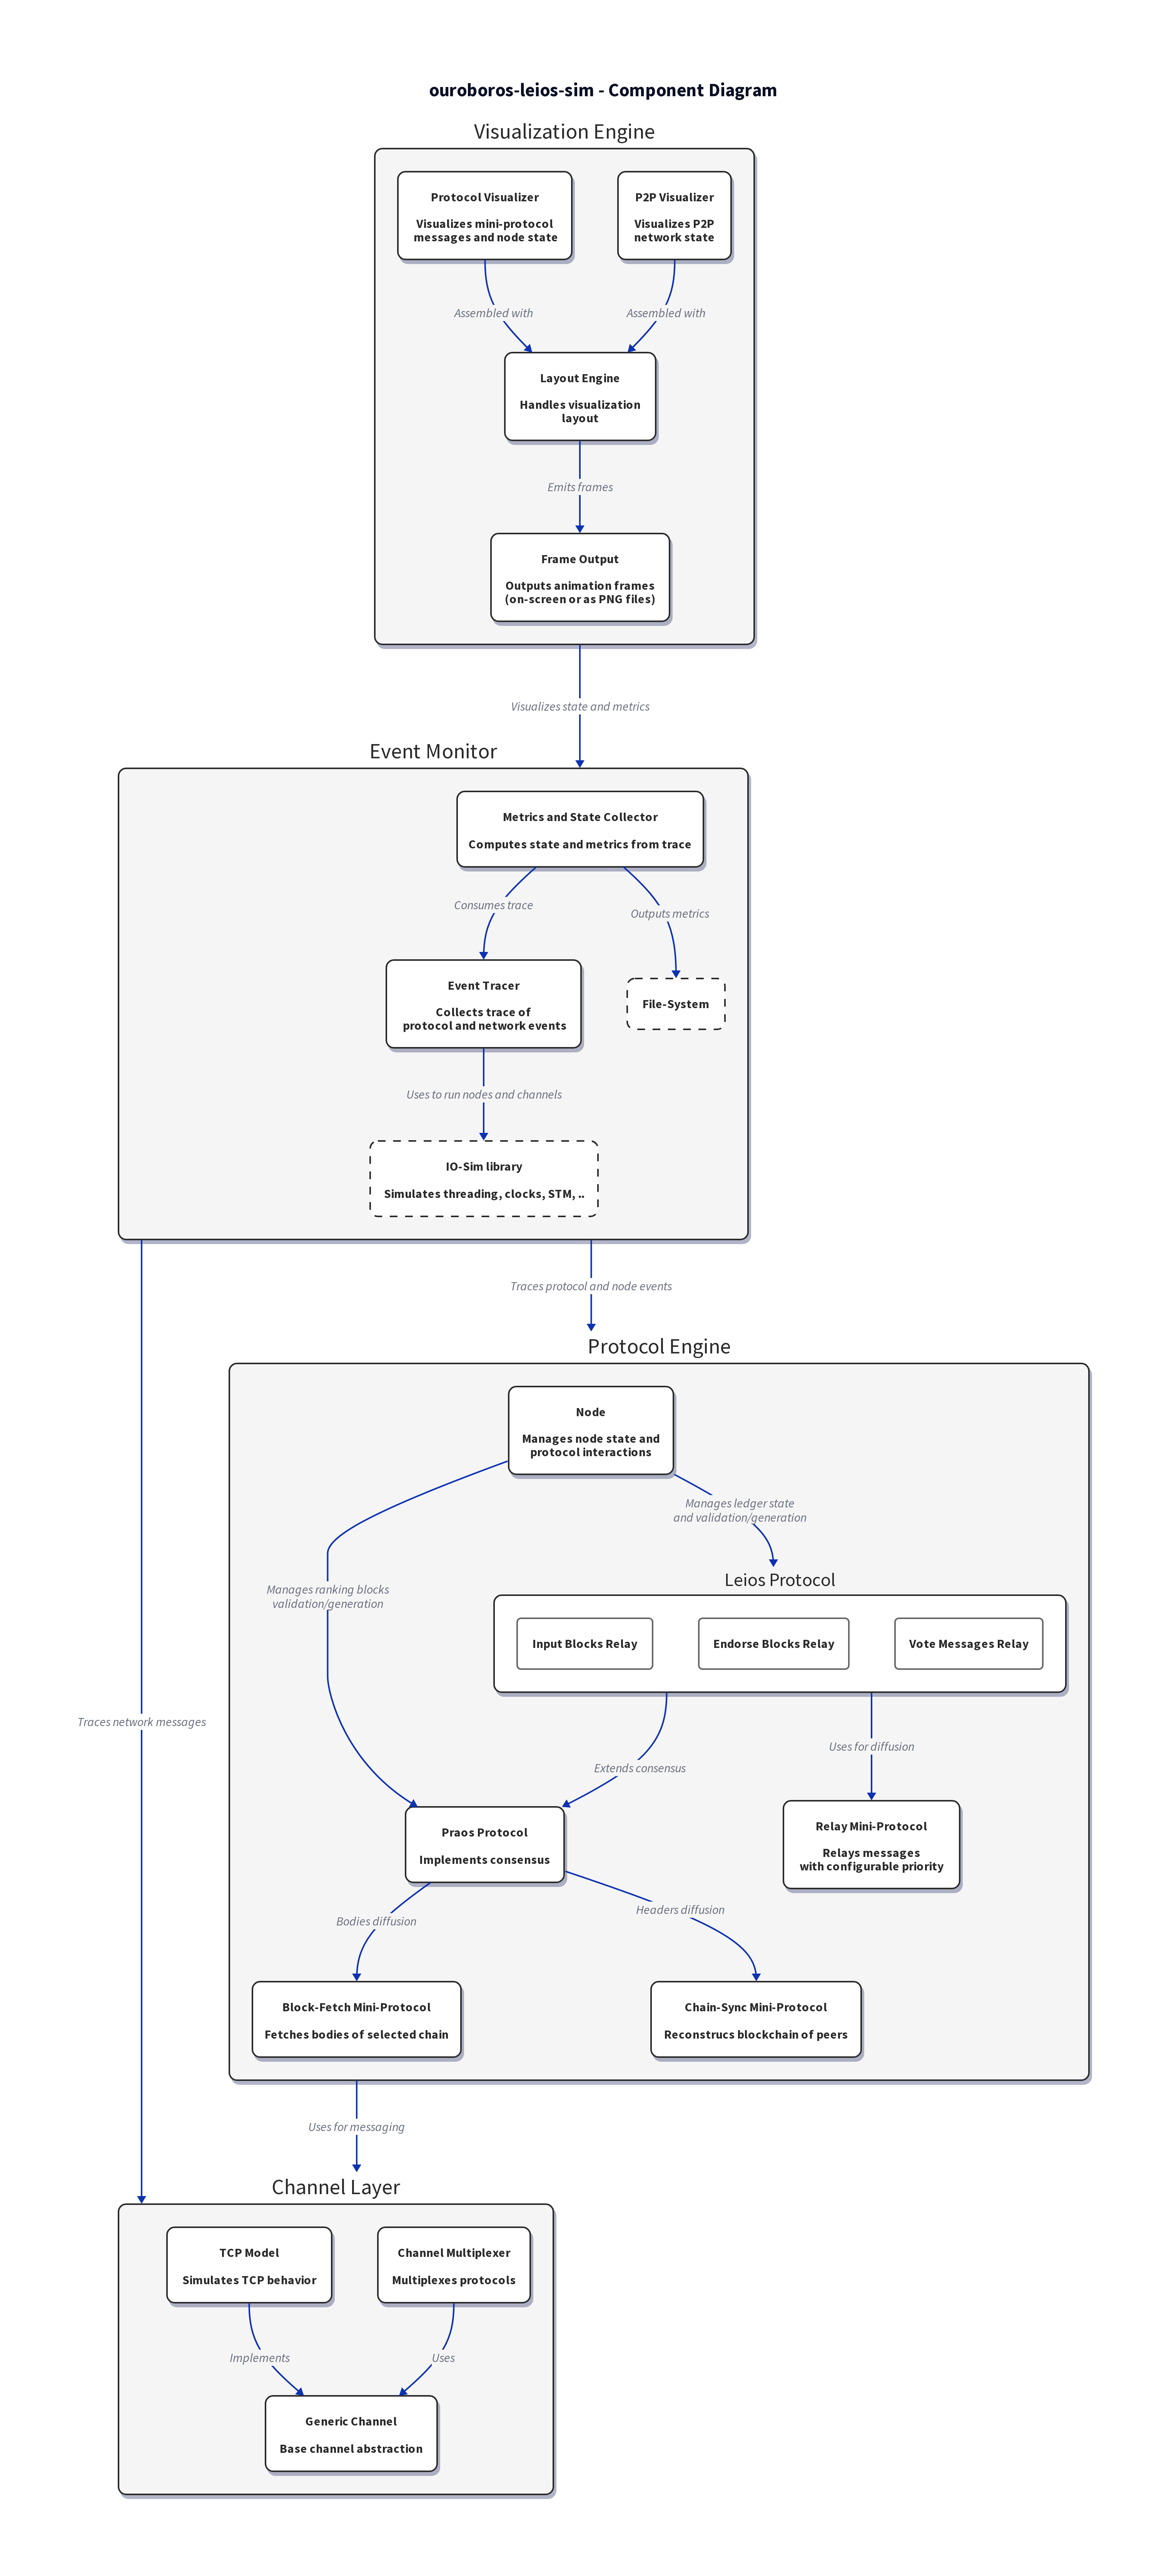 ouroboros-leios-sim - Component Diagram
Visualization Engine
Protocol Visualizer
Visualizes mini-protocol
messages and node state
P2P Visualizer
Visualizes P2P
network state
Assembled with
Assembled with
Layout Engine
Handles visualization
layout
Emits frames
Frame Output
Outputs animation frames
(on-screen or as PNG files)
Visualizes state and metrics
Event Monitor
Metrics and State Collector
Computes state and metrics from trace
Consumes trace
Outputs metrics
Event Tracer
Collects trace of
protocol and network events
File-System
Uses to run nodes and channels
IO-Sim library
Simulates threading, clocks, STM, ..
Traces protocol and node events
Protocol Engine
Node
Manages node state and
protocol interactions
Manages ledger state
and validation/generation
Leios Protocol
Manages ranking blocks
validation/generation
Input Blocks Relay
Endorse Blocks Relay
Vote Messages Relay
Traces network messages
Extends consensus
Uses for diffusion
Praos Protocol
Implements consensus
Relay Mini-Protocol
Relays messages
with configurable priority
Bodies diffusion
Headers diffusion
Block-Fetch Mini-Protocol
Fetches bodies of selected chain
Chain-Sync Mini-Protocol
Reconstrucs blockchain of peers
Uses for messaging
Channel Layer
TCP Model
Simulates TCP behavior
Channel Multiplexer
Multiplexes protocols
Implements
Uses
Generic Channel
Base channel abstraction